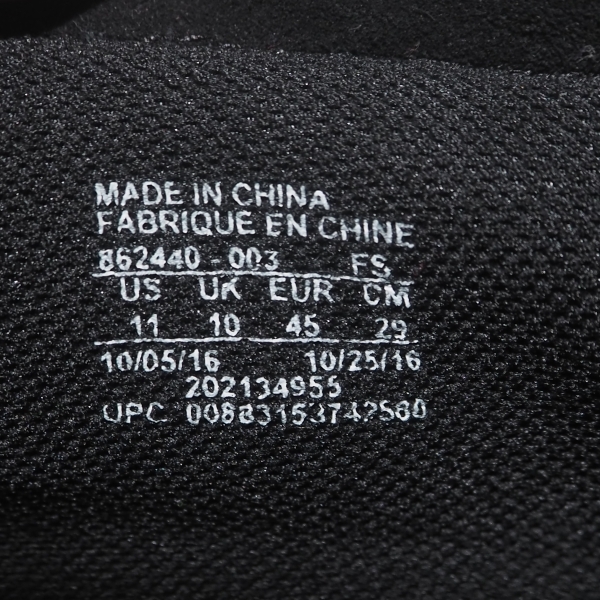 MADE IN CHINA
FABRIQUE EN CHINE
862440 - 003 FS
US UK EUR CM
11 10 45 29
10/05/16 10/25/16
202134955
UPC 00883153742560